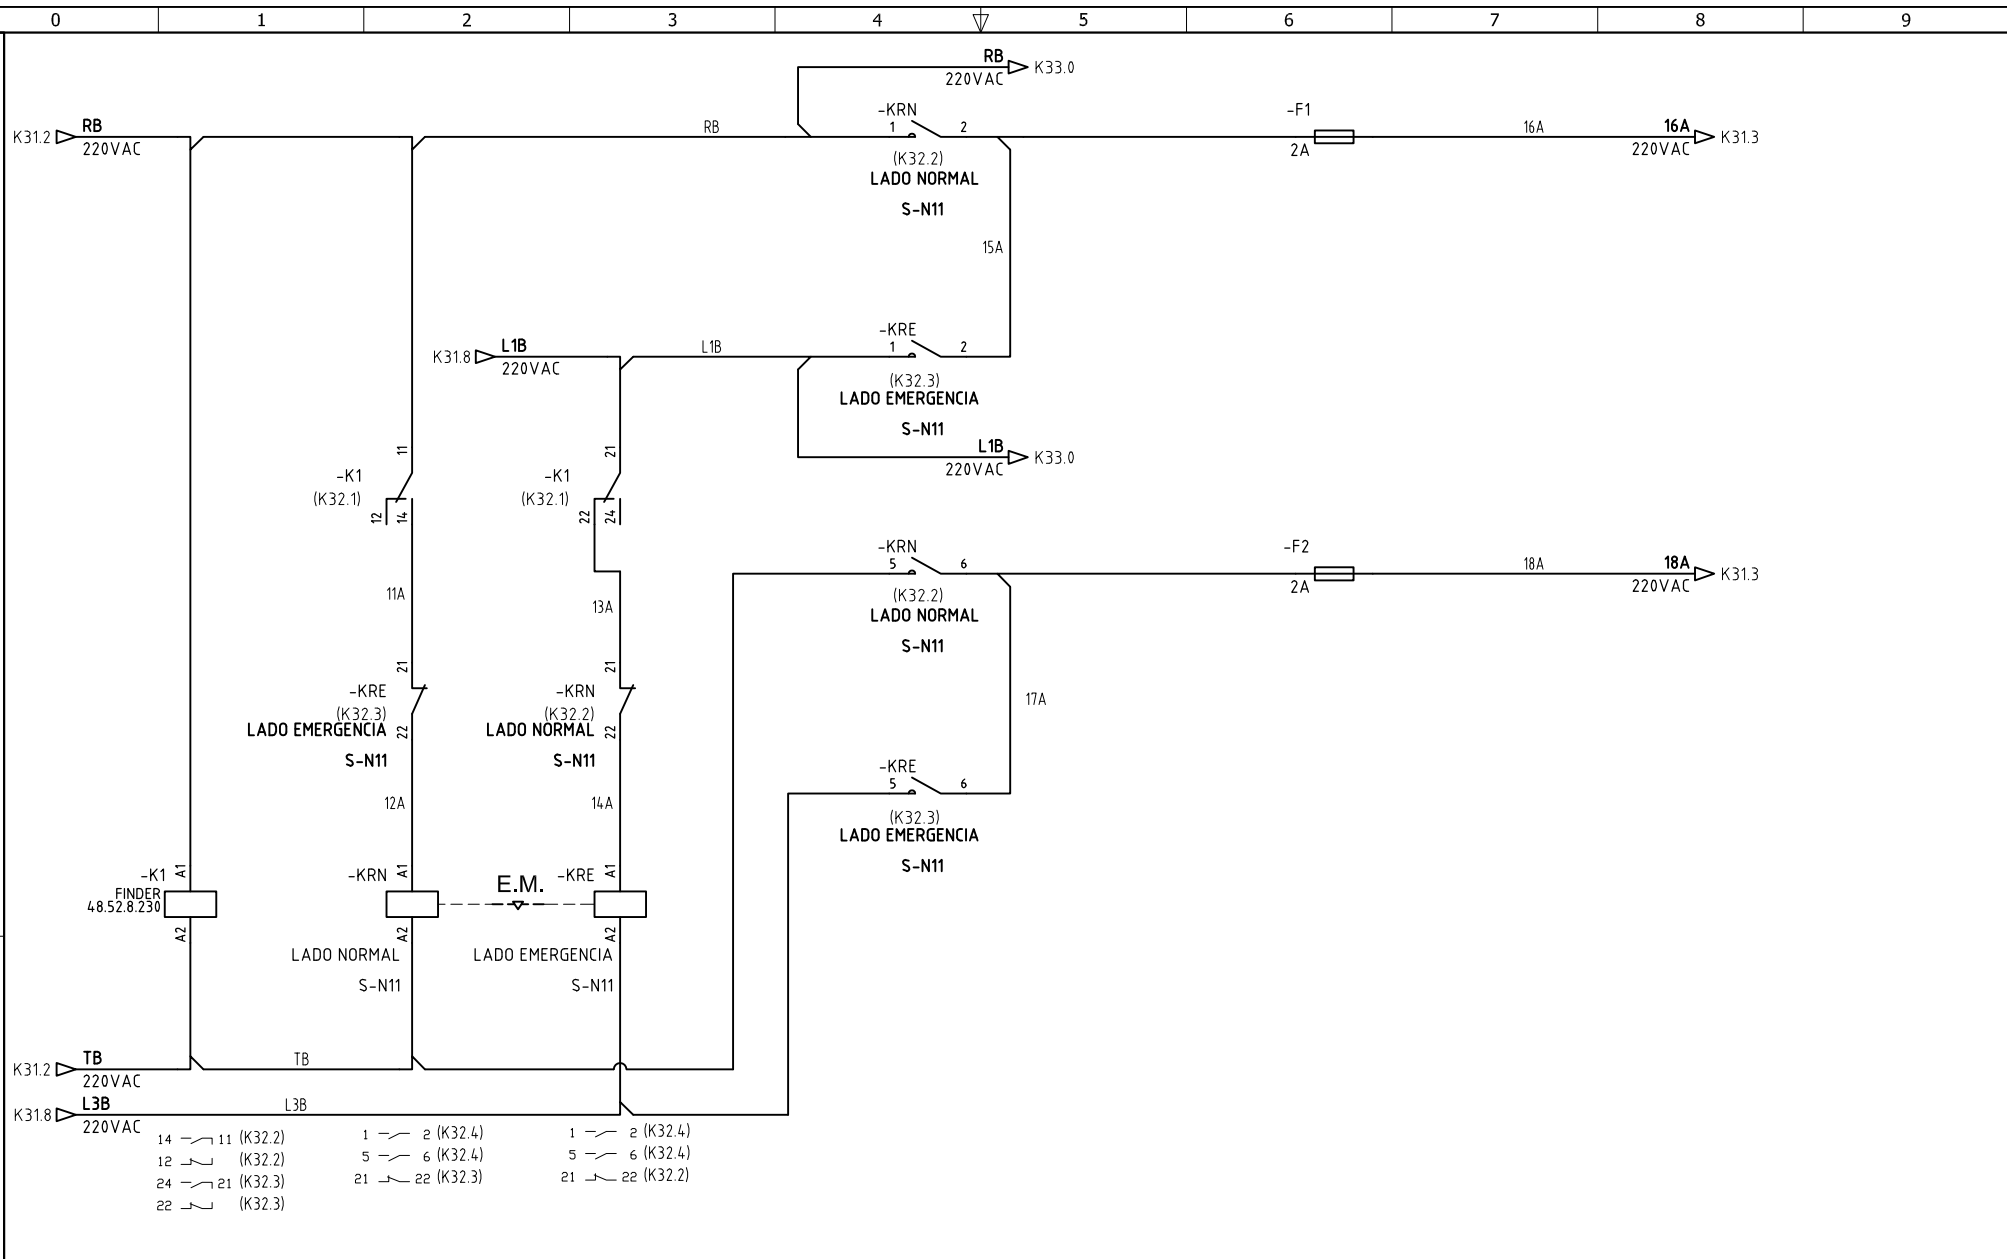 0 1 2 3 4 5 6 7 8 9
RB
220VAC
K33.0
K31.2
RB
220VAC
RB
-KRN
1 2
(K32.2)
LADO NORMAL
S-N11
-F1
2A
16A
16A
220VAC
K31.3
15A
K31.8
L1B
220VAC
L1B
-KRE
1 2
(K32.3)
LADO EMERGENCIA
S-N11
L1B
220VAC
K33.0
11
-K1
(K32.1)
12 14
21
-K1
(K32.1)
22 24
-KRN
5 6
(K32.2)
LADO NORMAL
S-N11
-F2
2A
18A
18A
220VAC
K31.3
11A
13A
21
-KRE
(K32.3)
LADO EMERGENCIA
22
S-N11
21
-KRN
(K32.2)
LADO NORMAL
22
S-N11
17A
12A
14A
-KRE
5 6
(K32.3)
LADO EMERGENCIA
S-N11
-K1
A1
FINDER
48.52.8.230
A2
-KRN
A1
E.M.
A2
LADO NORMAL
S-N11
-KRE
A1
A2
LADO EMERGENCIA
S-N11
K31.2
TB
220VAC
TB
K31.8
L3B
220VAC
L3B
14 11 (K32.2)
12 (K32.2)
24 21 (K32.3)
22 (K32.3)
1 2 (K32.4)
5 6 (K32.4)
21 22 (K32.3)
1 2 (K32.4)
5 6 (K32.4)
21 22 (K32.2)